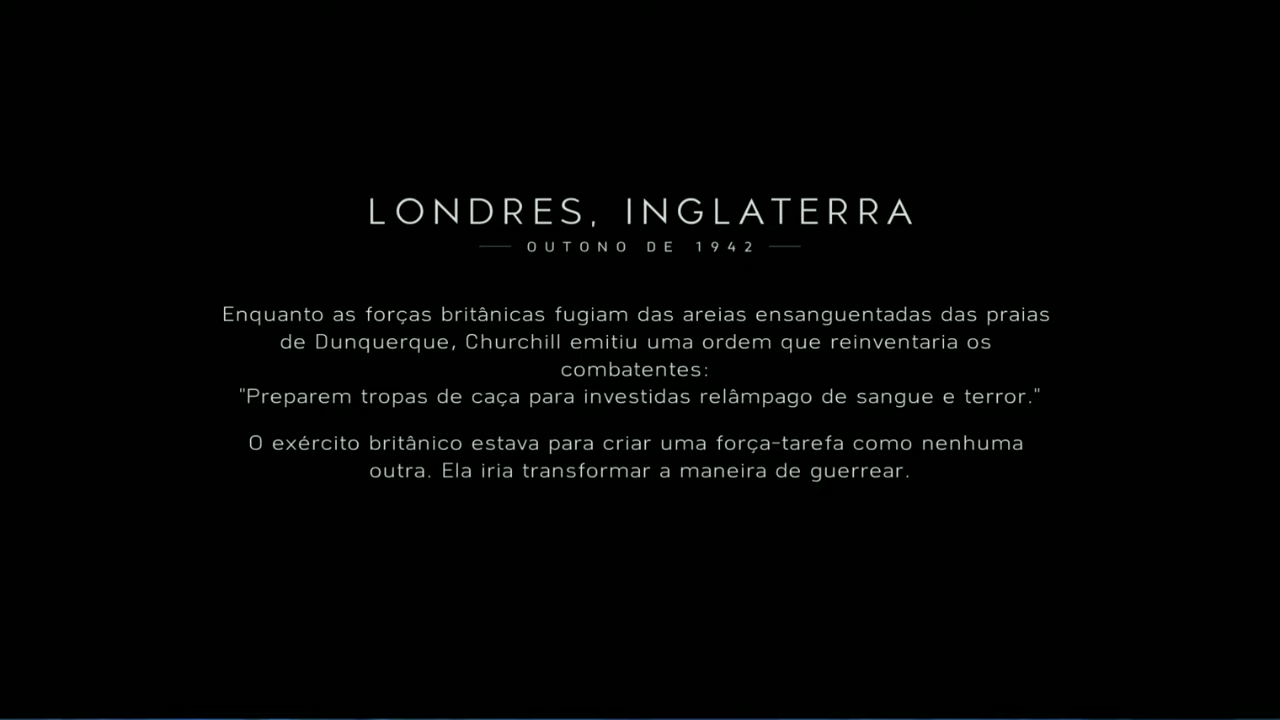 LONDRES, INGLATERRA
OUTONO DE 1942
Enquanto as forças britânicas fugiam das areias ensanguentadas das praias
de Dunquerque, Churchill emitiu uma ordem que reinventaria os
combatentes:
"Preparem tropas de caça para investidas relâmpago de sangue e terror."
O exército britânico estava para criar uma força-tarefa como nenhuma
outra. Ela iria transformar a maneira de guerrear.